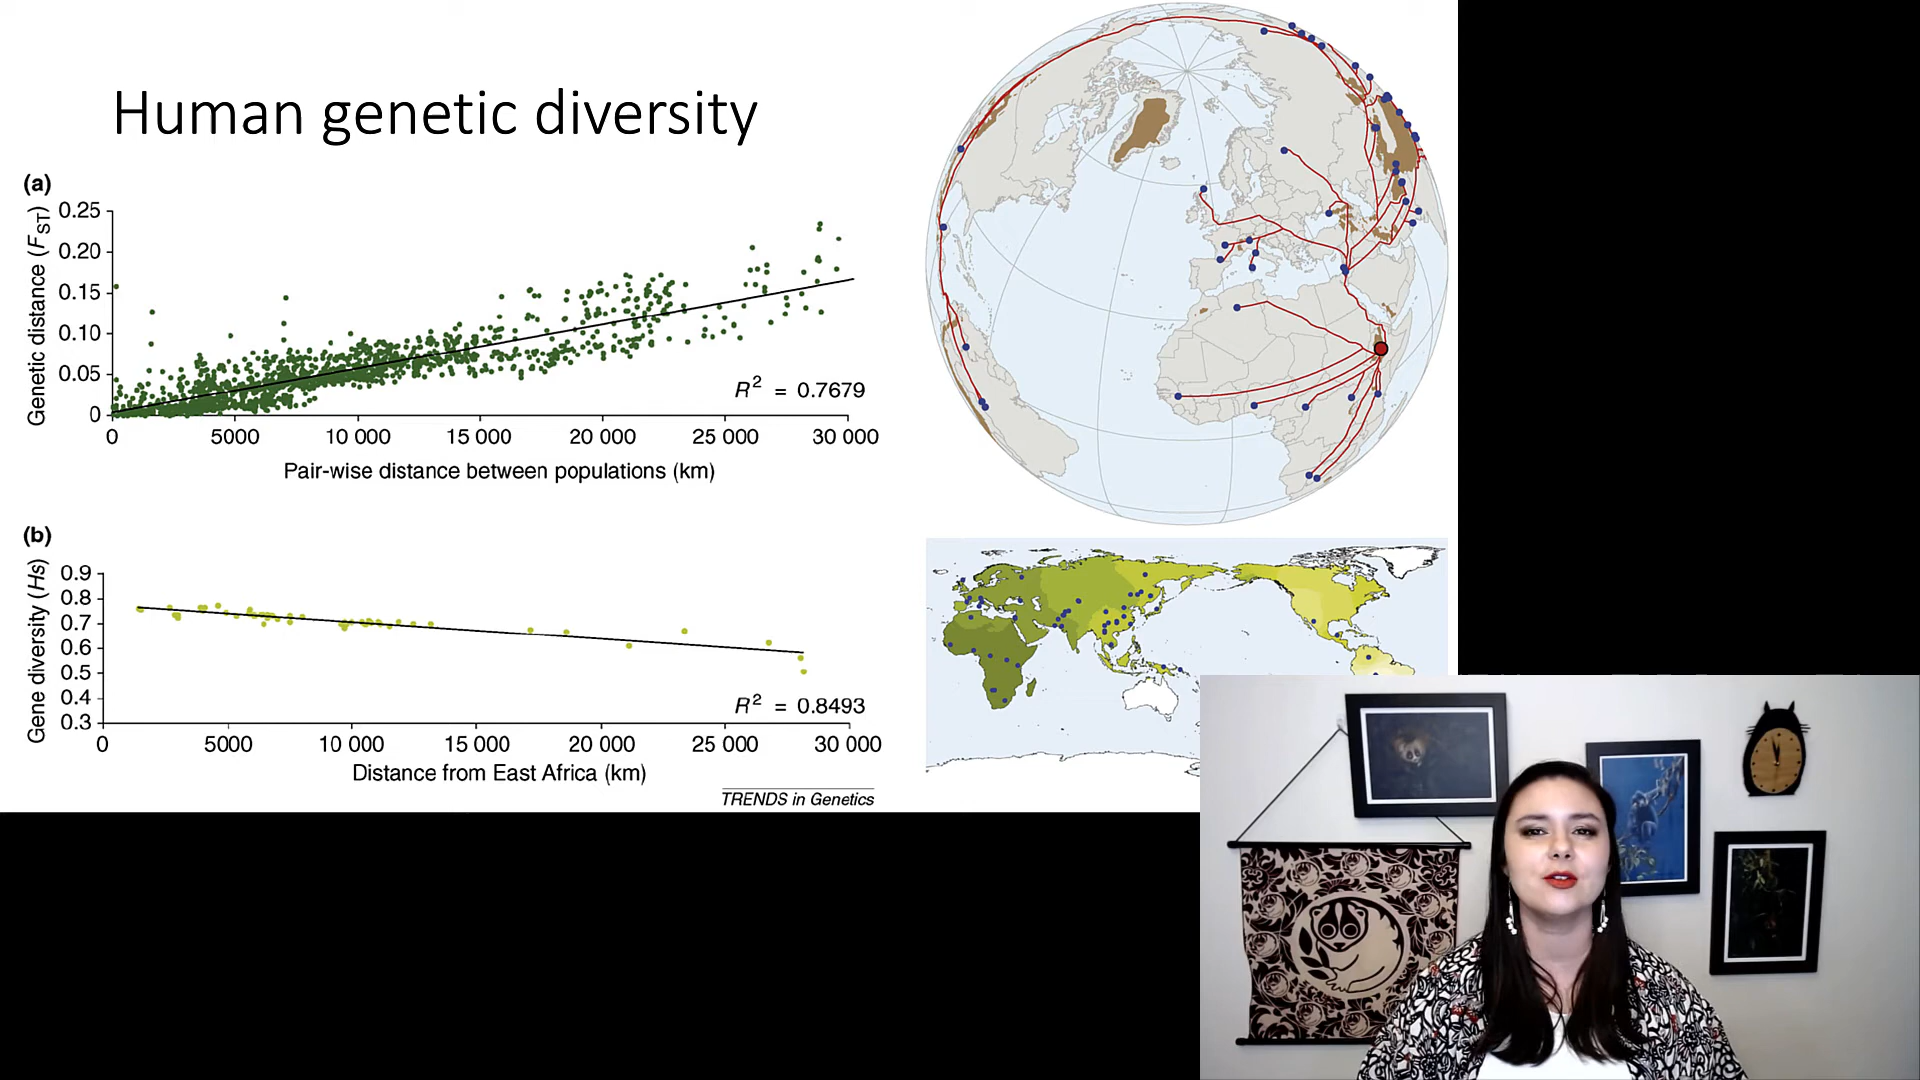 Human genetic diversity
(a)
Genetic distance (FST)
0.25
0.20
0.15
0.10
0.05
0
R2 = 0.7679
0 5000 10 000 15 000 20 000 25 000 30 000
Pair-wise distance between populations (km)
(b)
Gene diversity (Hs)
0.9
0.8
0.7
0.6
0.5
0.4
0.3
R2 = 0.8493
0 5000 10 000 15 000 20 000 25 000 30 000
Distance from East Africa (km)
TRENDS in Genetics